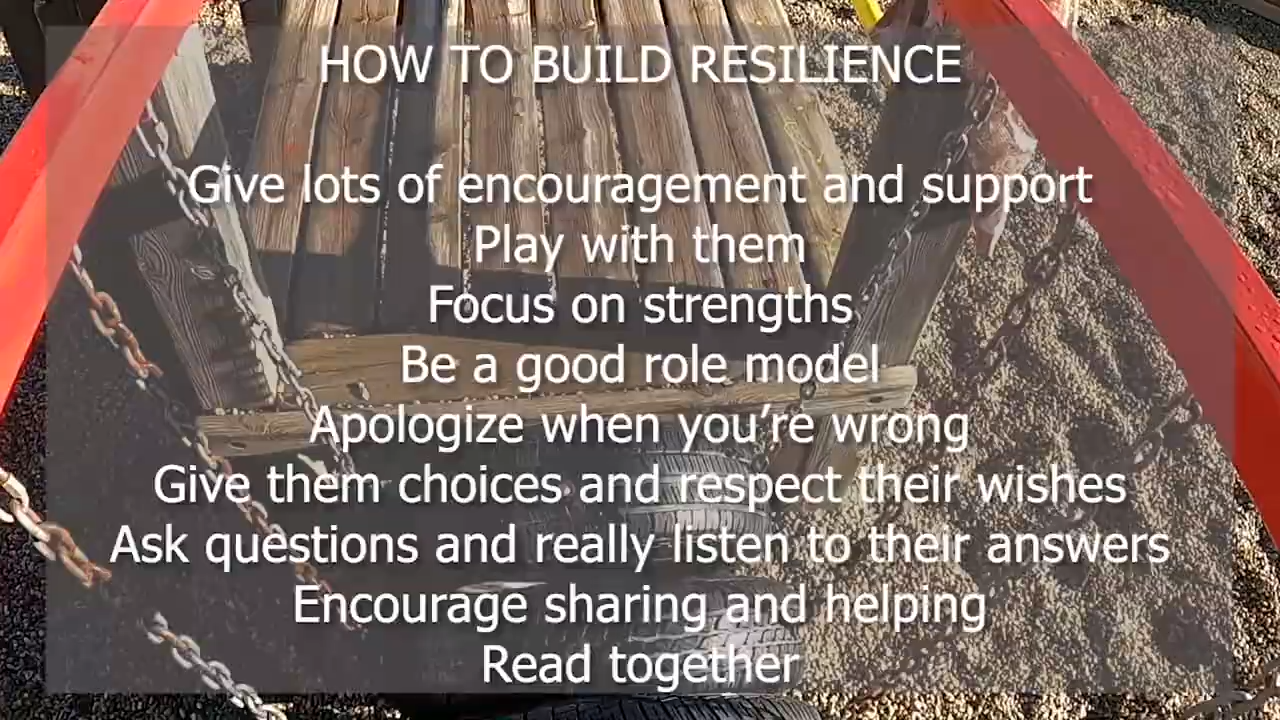 HOW TO BUILD RESILIENCE
Give lots of encouragement and support
Play with them
Focus on strengths
Be a good role model
Apologize when you’re wrong
Give them choices and respect their wishes
Ask questions and really listen to their answers
Encourage sharing and helping
Read together